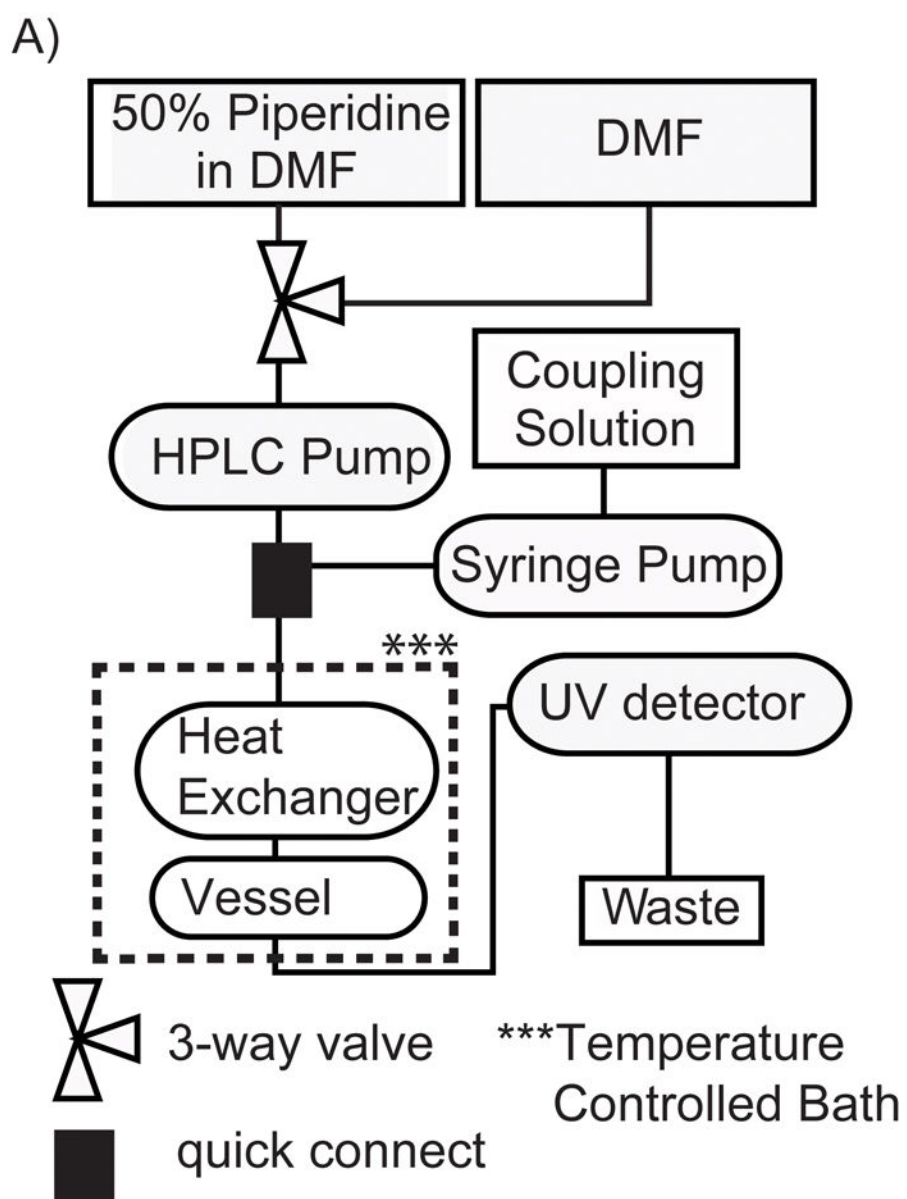 A)
50% Piperidine
in DMF
DMF
Coupling
Solution
HPLC Pump
Syringe Pump
***
UV detector
Heat
Exchanger
Vessel
Waste
3-way valve
***Temperature
Controlled Bath
quick connect